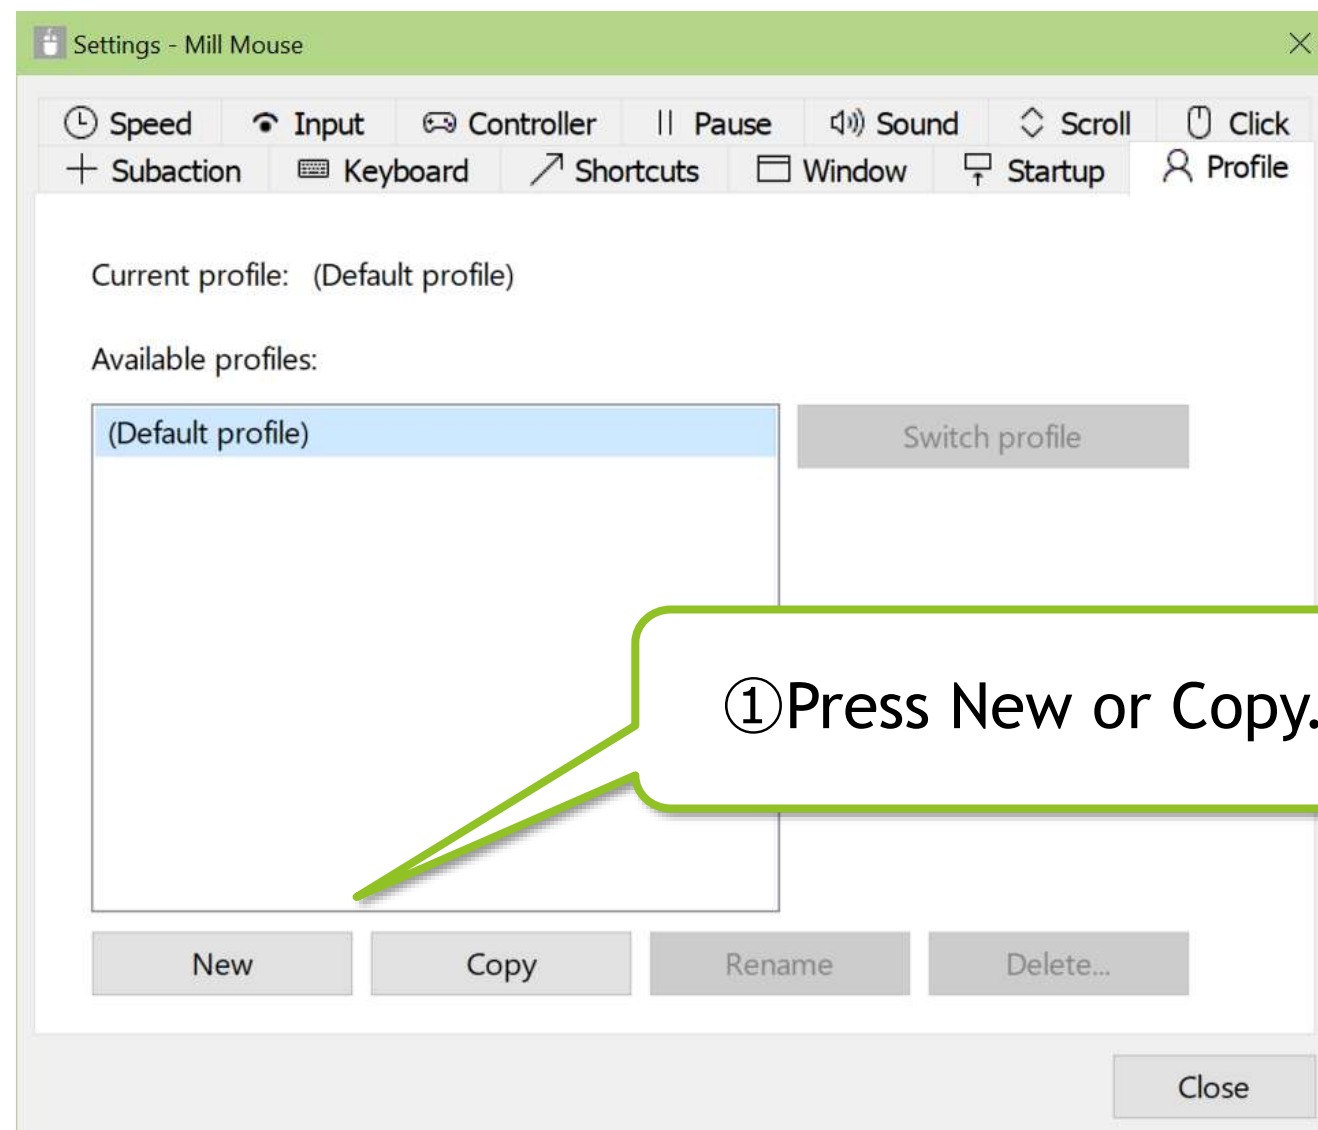 Settings - Mill Mouse
Speed Input Controller Pause Sound Scroll Click
Subaction Keyboard Shortcuts Window Startup Profile
Current profile: (Default profile)
Available profiles:
(Default profile)
Switch profile
①Press New or Copy.
New Copy Rename Delete...
Close